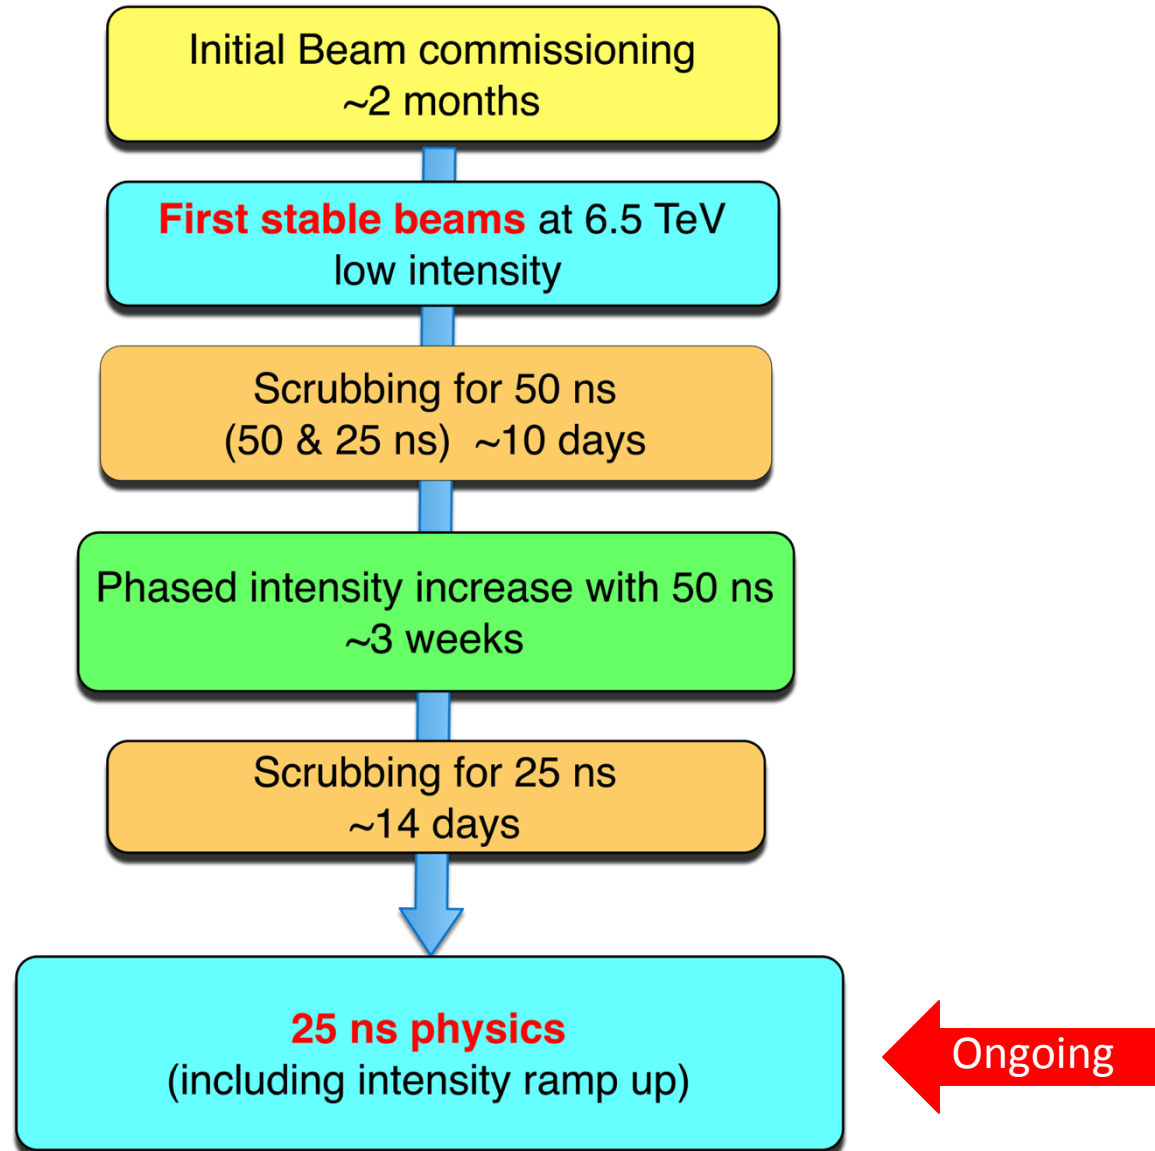 Initial Beam commissioning
~2 months
First stable beams at 6.5 TeV
low intensity
Scrubbing for 50 ns
(50 & 25 ns)  ~10 days
Phased intensity increase with 50 ns
~3 weeks
Scrubbing for 25 ns
~14 days
25 ns physics
(including intensity ramp up)
Ongoing